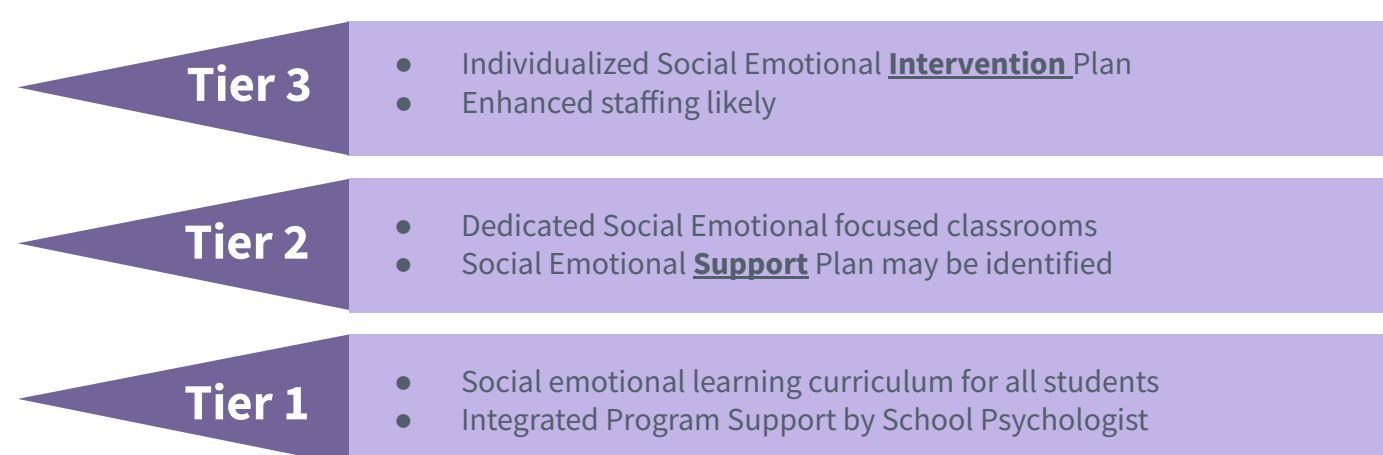 Tier 3
● Individualized Social Emotional Intervention Plan
● Enhanced staffing likely
Tier 2
● Dedicated Social Emotional focused classrooms
● Social Emotional Support Plan may be identified
Tier 1
● Social emotional learning curriculum for all students
● Integrated Program Support by School Psychologist